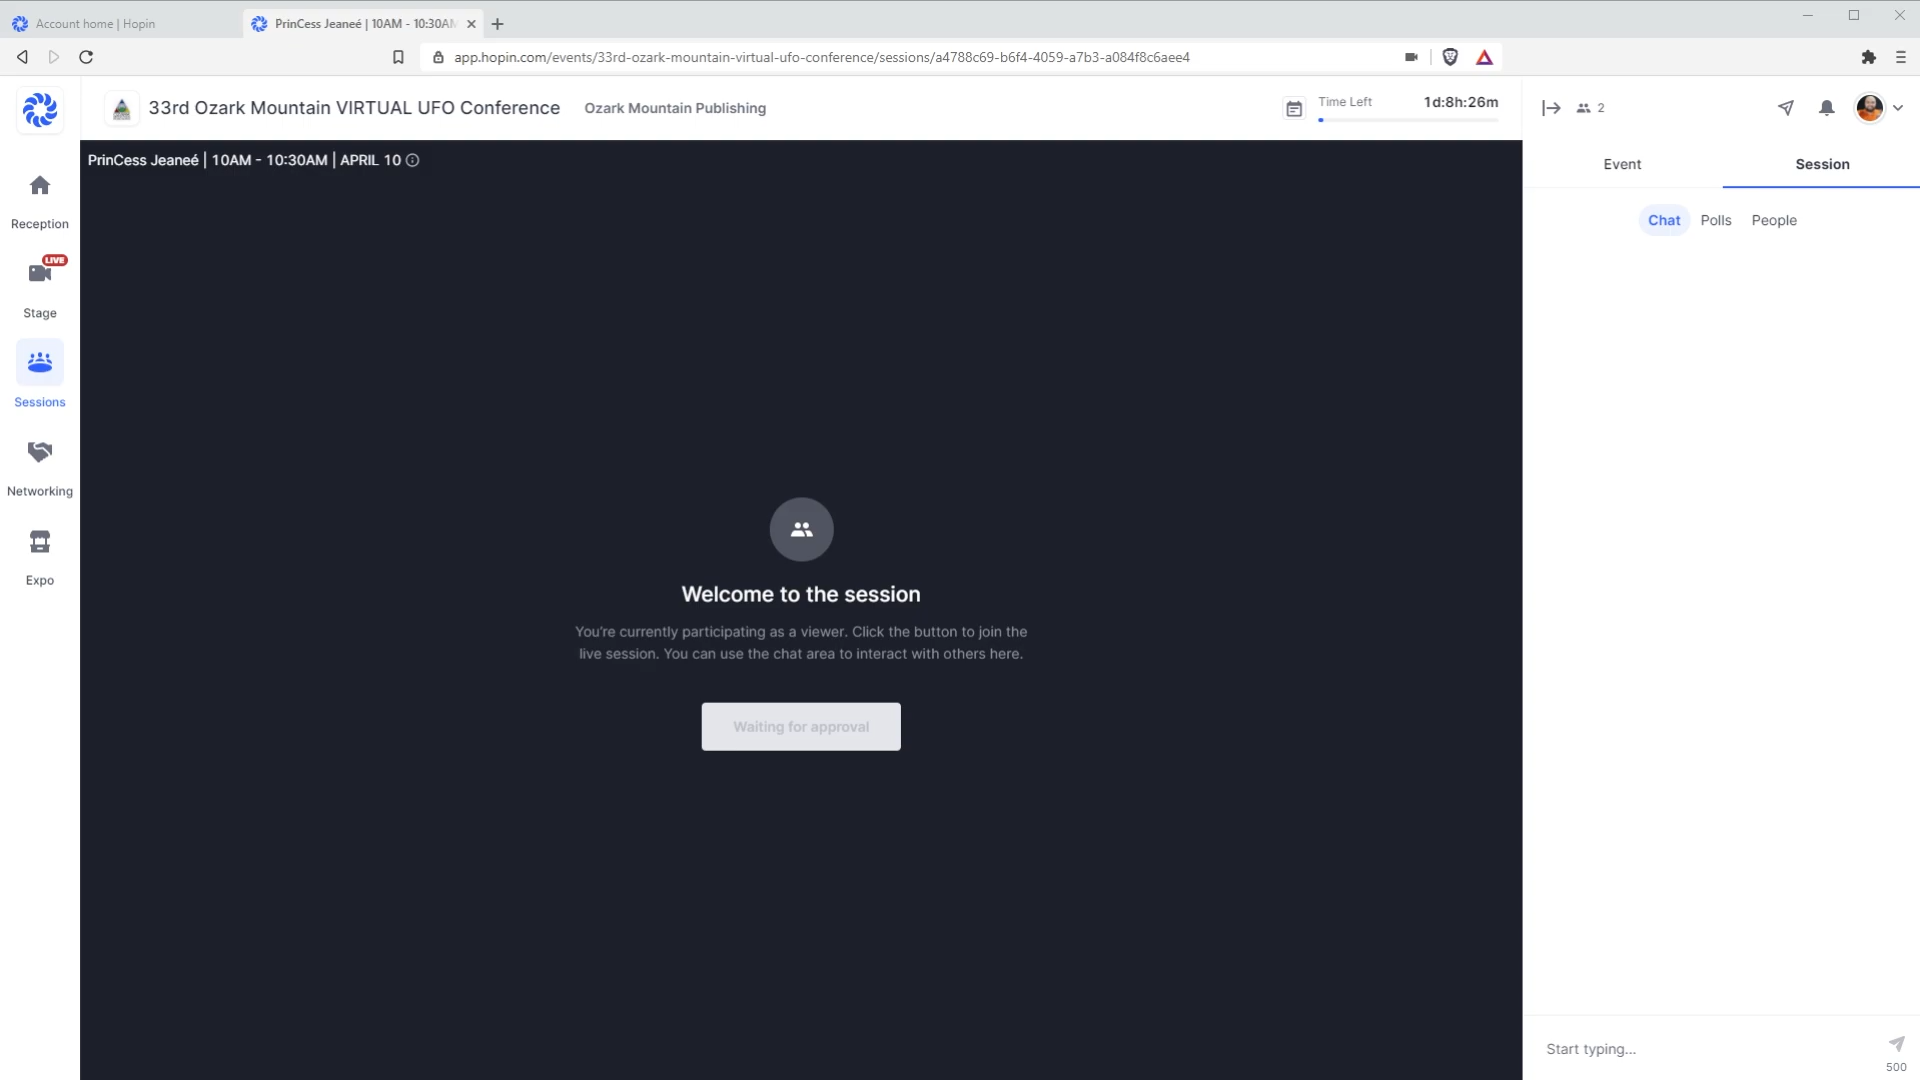 Account home | Hopin
PrinCess Jeaneé | 10AM - 10:30AM
app.hopin.com/events/33rd-ozark-mountain-virtual-ufo-conference/sessions/a4788c69-b6f4-4059-a7b3-a084f8c6aee4
33rd Ozark Mountain VIRTUAL UFO Conference
Ozark Mountain Publishing
Time Left
1d:8h:26m
2
PrinCess Jeaneé | 10AM - 10:30AM | APRIL 10
Event
Session
Chat
Polls
People
Reception
LIVE
Stage
Sessions
Networking
Expo
Welcome to the session
You're currently participating as a viewer. Click the button to join the
live session. You can use the chat area to interact with others here.
Waiting for approval
Start typing...
500